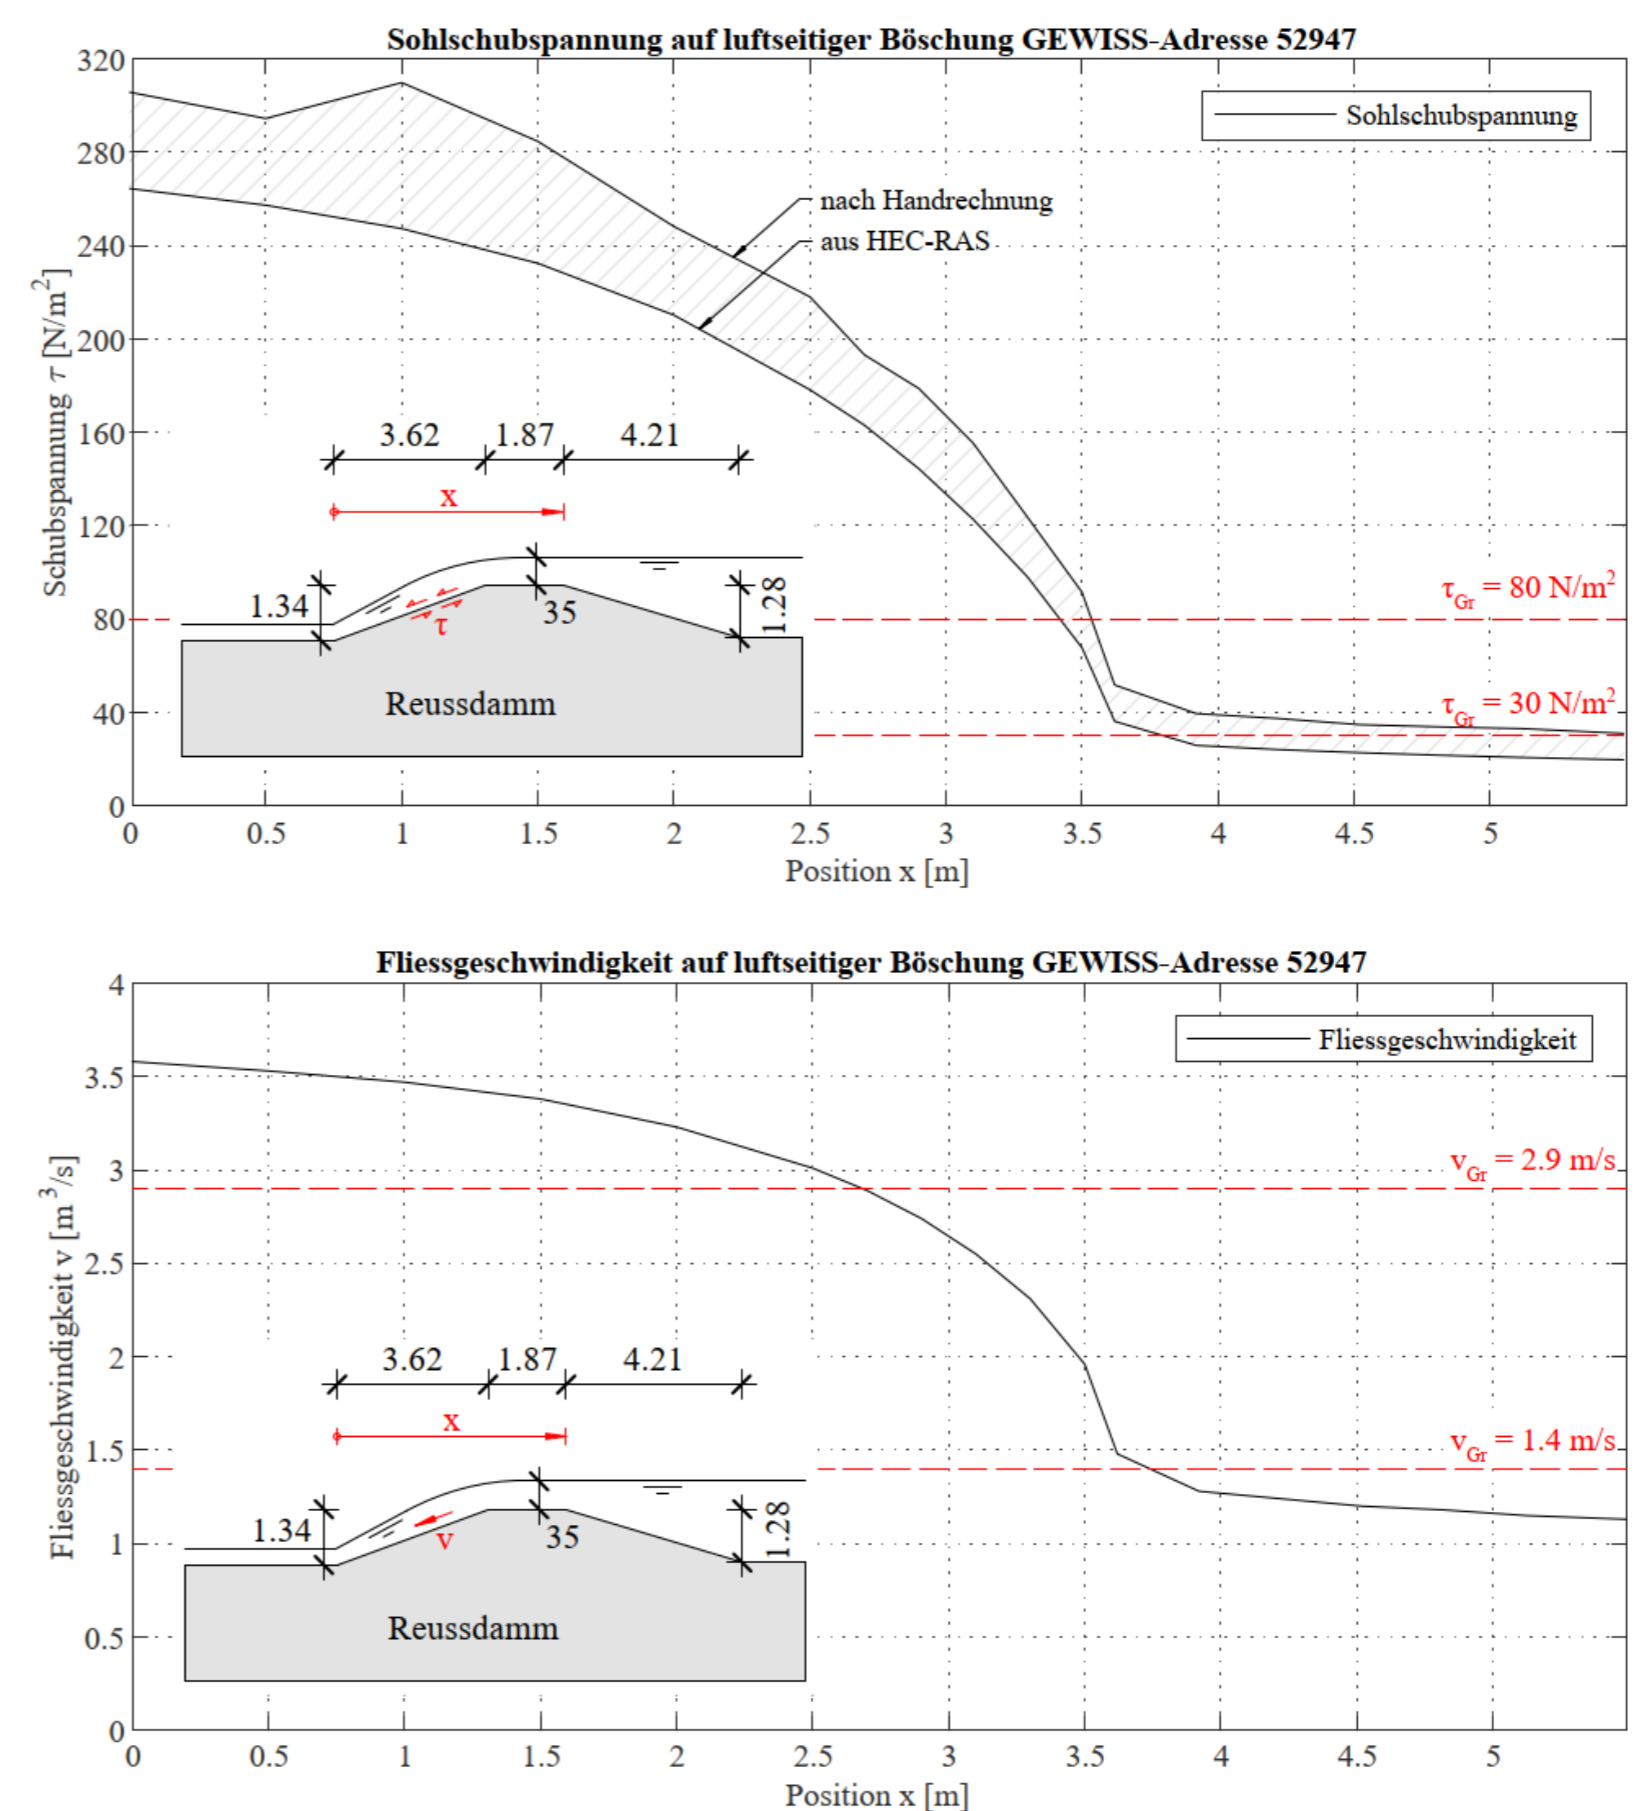 Sohlschubspannung auf luftseitiger Böschung GEWISS-Adresse 52947
320
280
240
200
160
120
80
40
0
Schubspannung τ [N/m²]
Sohlschubspannung
nach Handrechnung
aus HEC-RAS
3.62 1.87 4.21
x
1.34
τ
35
1.28
Reussdamm
τGr = 80 N/m²
τGr = 30 N/m²
0 0.5 1 1.5 2 2.5 3 3.5 4 4.5 5
Position x [m]
Fliessgeschwindigkeit auf luftseitiger Böschung GEWISS-Adresse 52947
4
3.5
3
2.5
2
1.5
1
0.5
0
Fliessgeschwindigkeit v [m³/s]
Fliessgeschwindigkeit
vGr = 2.9 m/s
3.62 1.87 4.21
x
1.34
v
35
1.28
Reussdamm
vGr = 1.4 m/s
0 0.5 1 1.5 2 2.5 3 3.5 4 4.5 5
Position x [m]